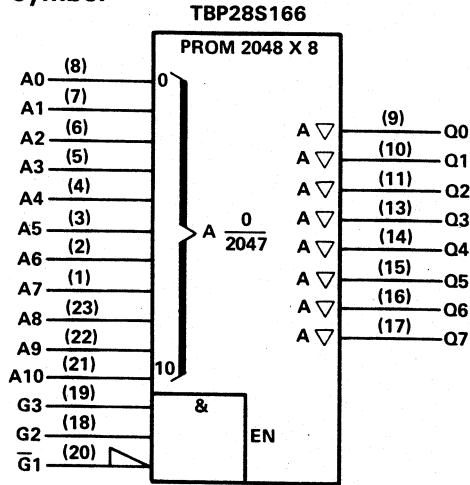 Symbol
TBP28S166
PROM 2048 X 8
A0 (8) 0
A1 (7)
A2 (6)
A3 (5)
A4 (4)
A5 (3)
A6 (2)
A7 (1)
A8 (23)
A9 (22)
A10 (21) 10
G3 (19)
G2 (18)
G̅1 (20)
A 0/2047
&
EN
A ▽ (9) Q0
A ▽ (10) Q1
A ▽ (11) Q2
A ▽ (13) Q3
A ▽ (14) Q4
A ▽ (15) Q5
A ▽ (16) Q6
A ▽ (17) Q7